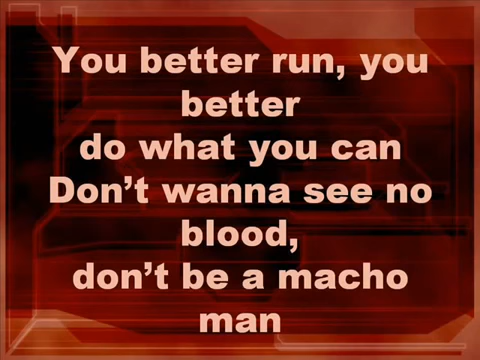 You better run, you
better
do what you can
Don’t wanna see no
blood,
don’t be a macho
man